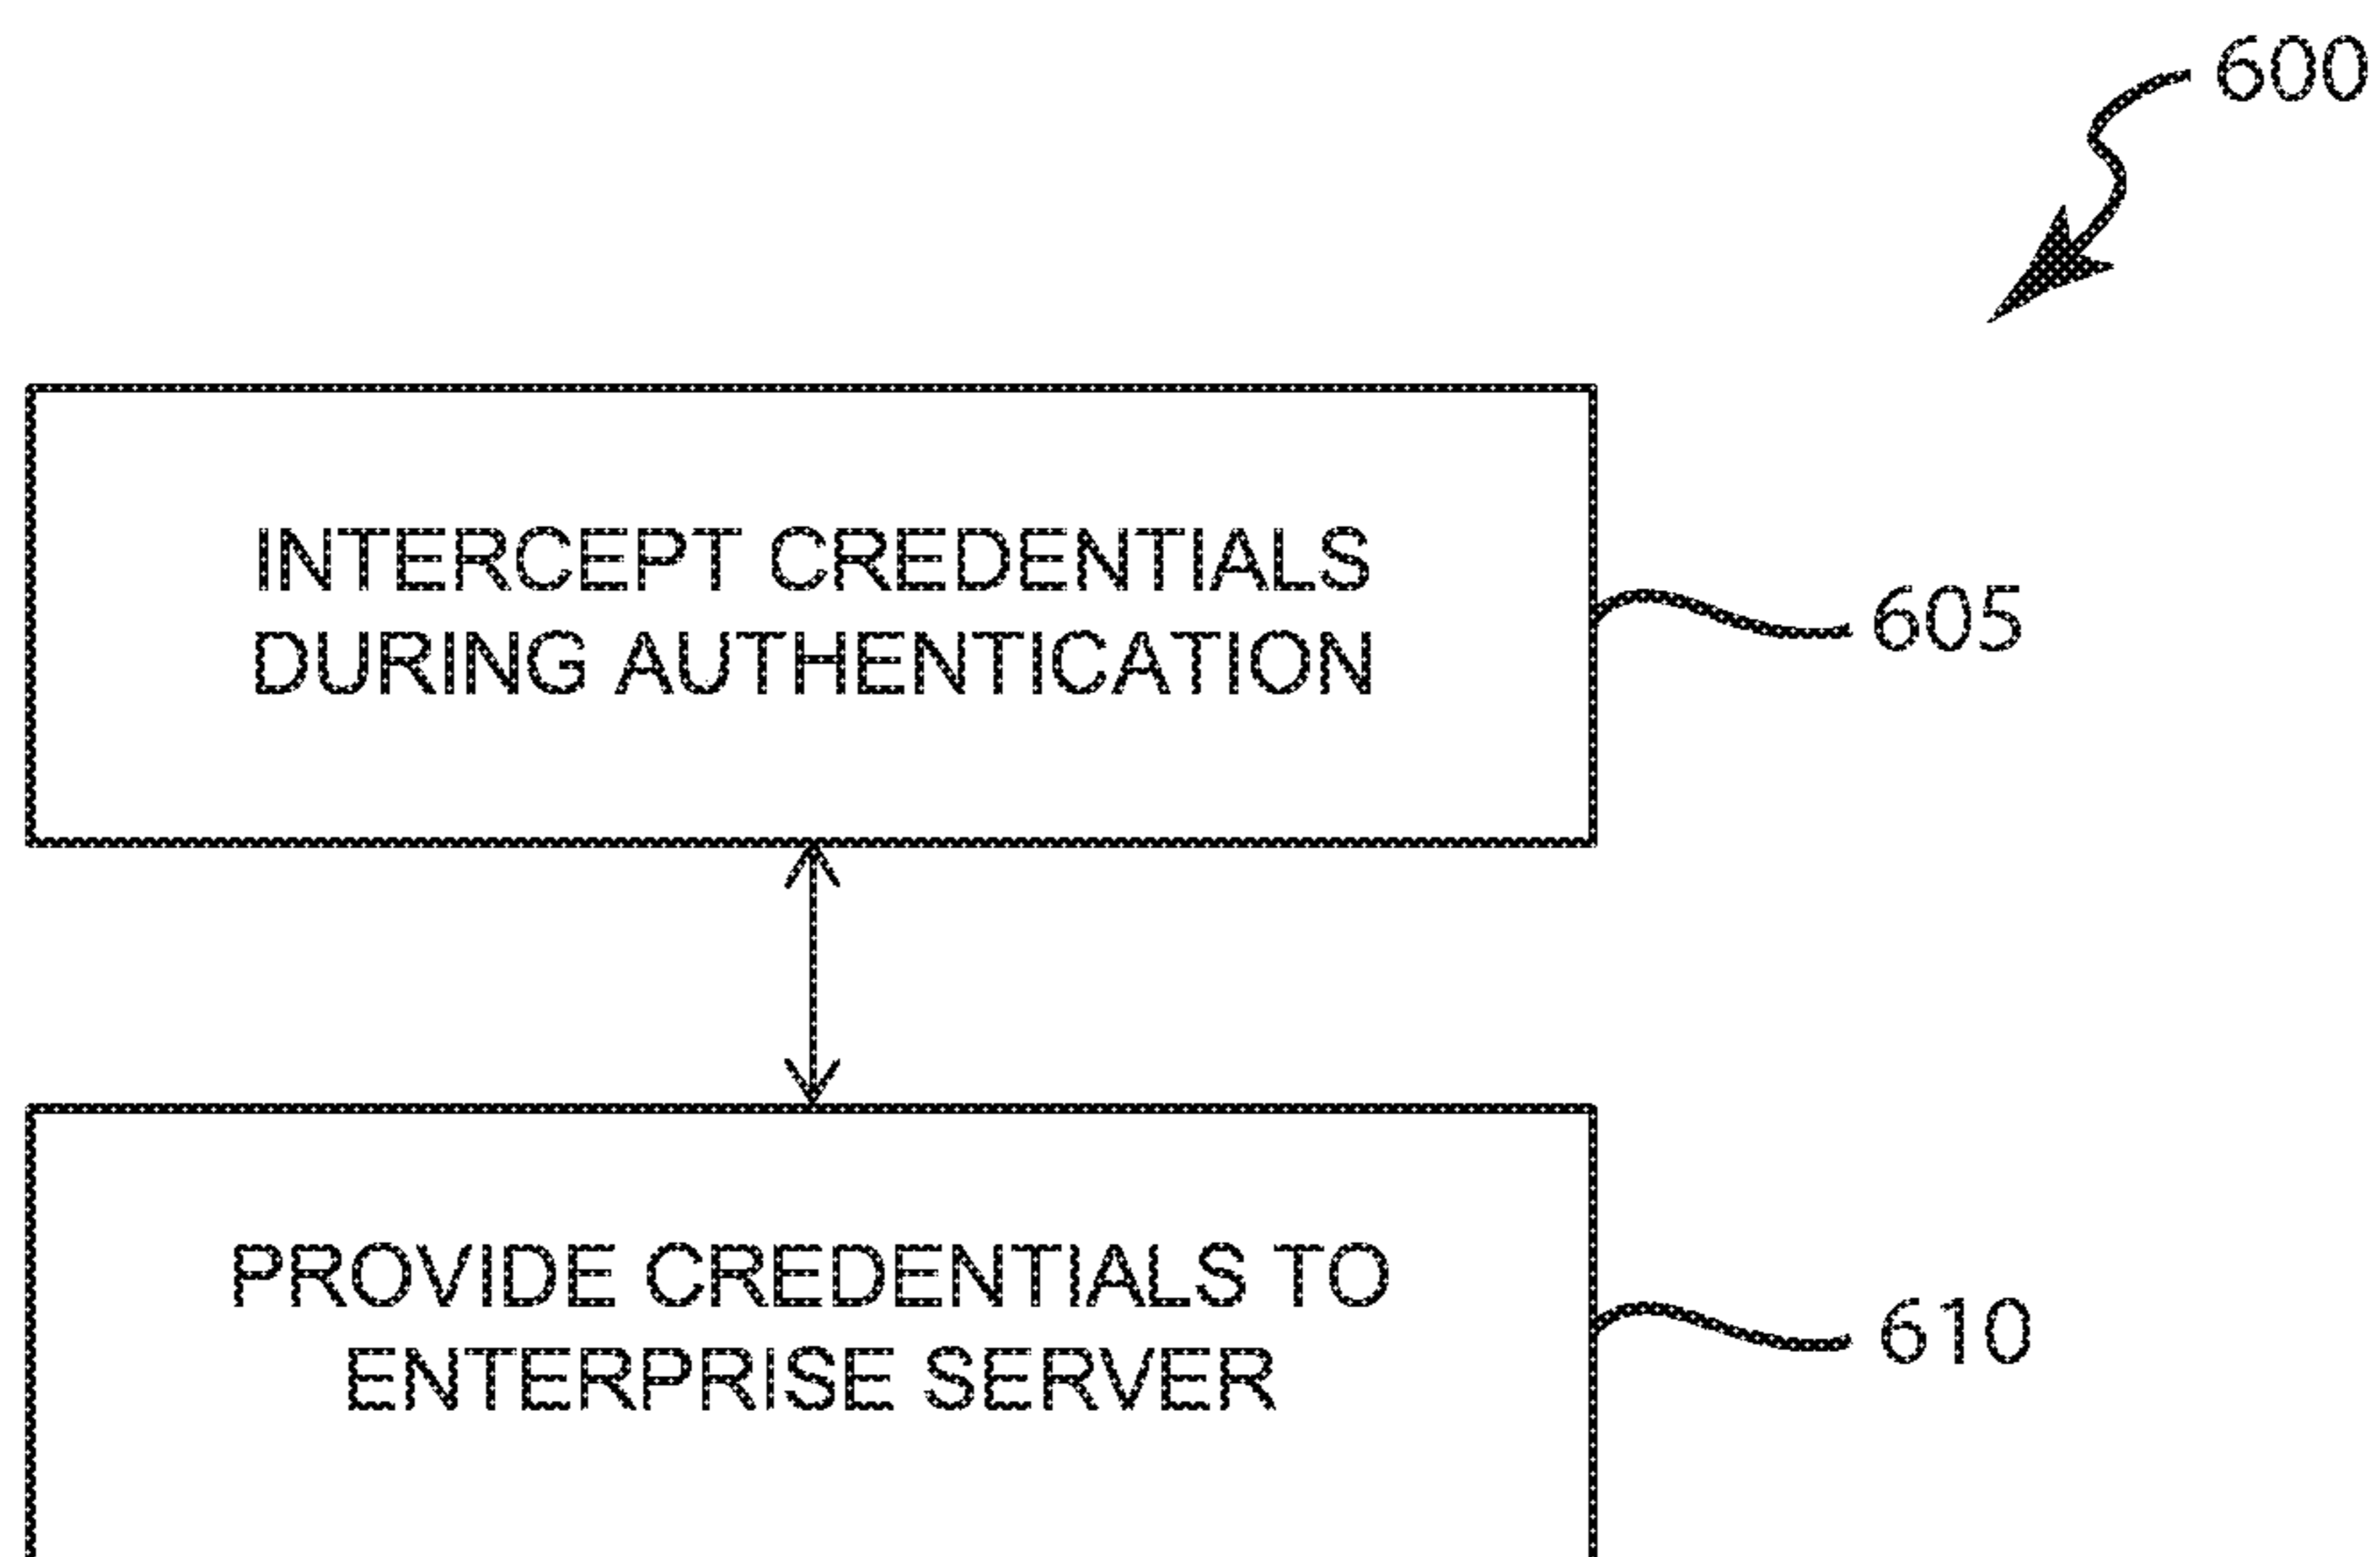 600
INTERCEPT CREDENTIALS
DURING AUTHENTICATION
605
PROVIDE CREDENTIALS TO
ENTERPRISE SERVER
610